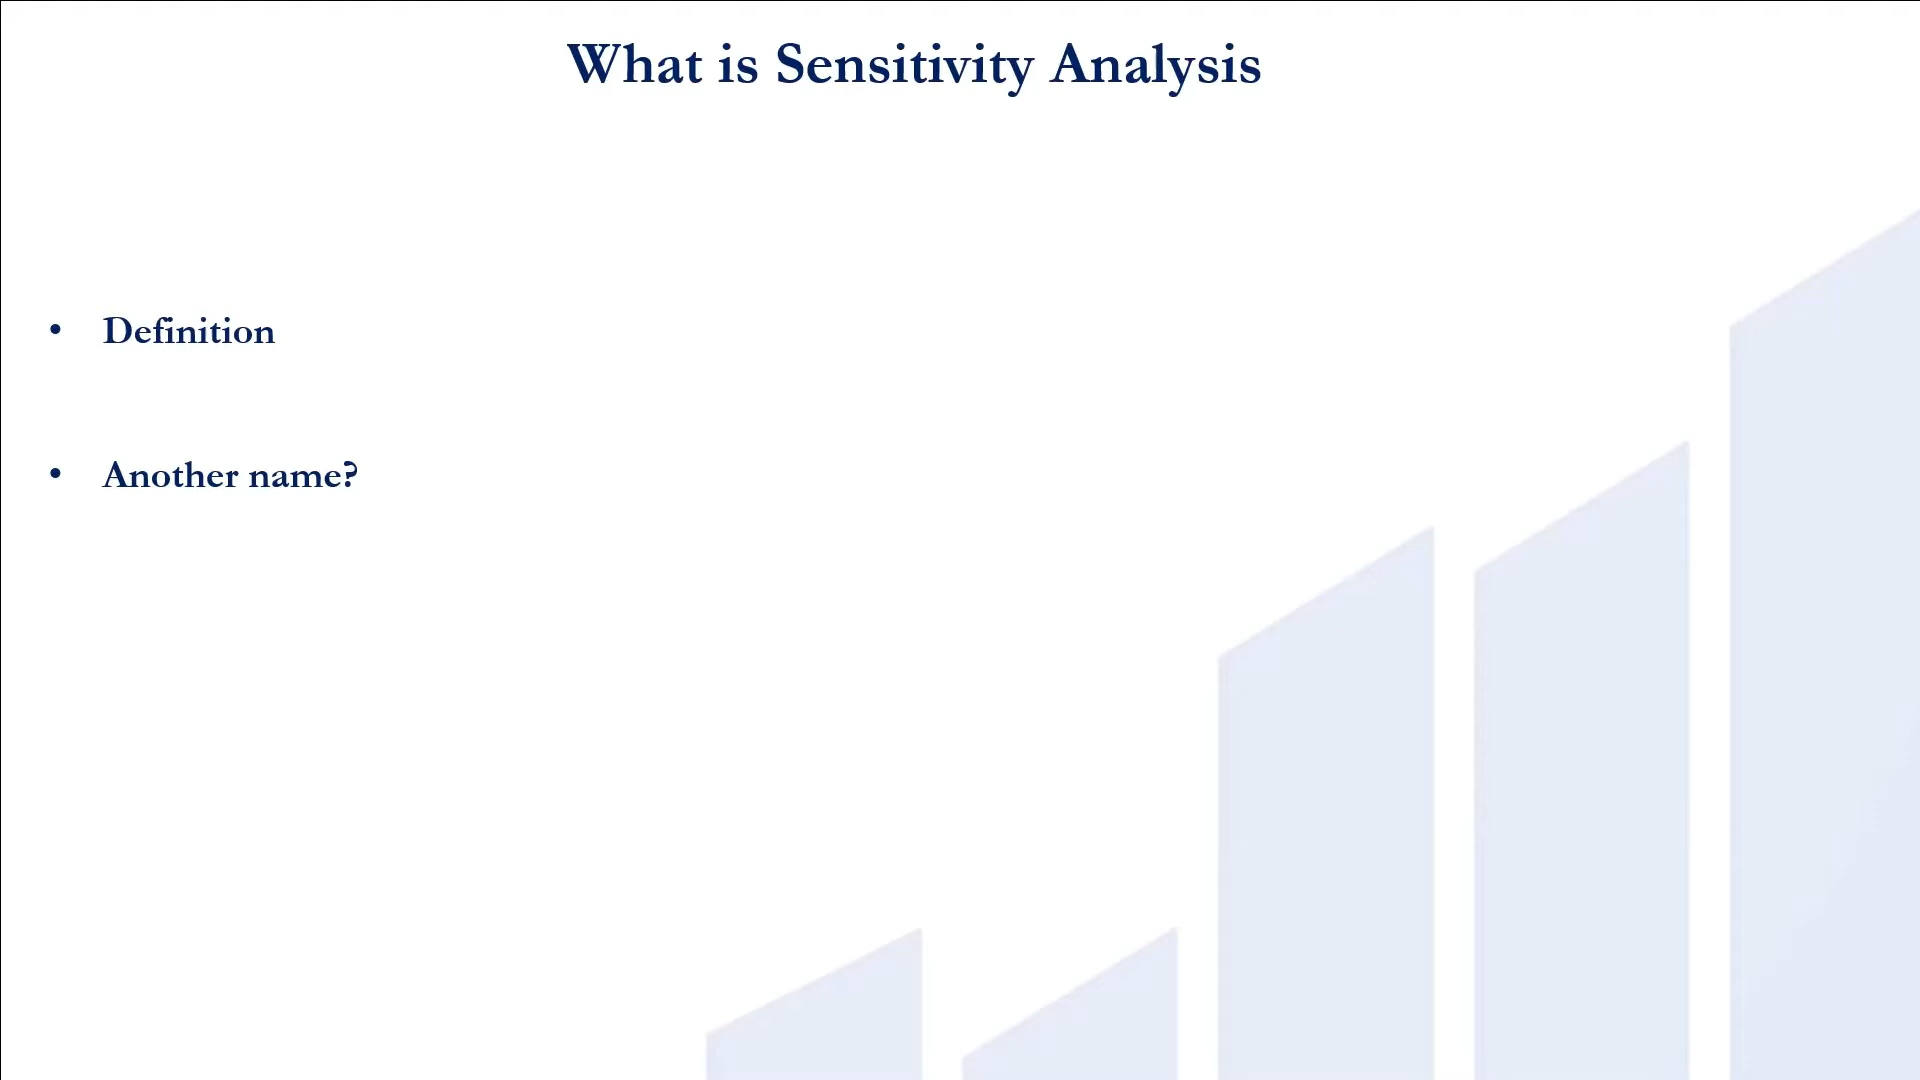 What is Sensitivity Analysis
• Definition
• Another name?